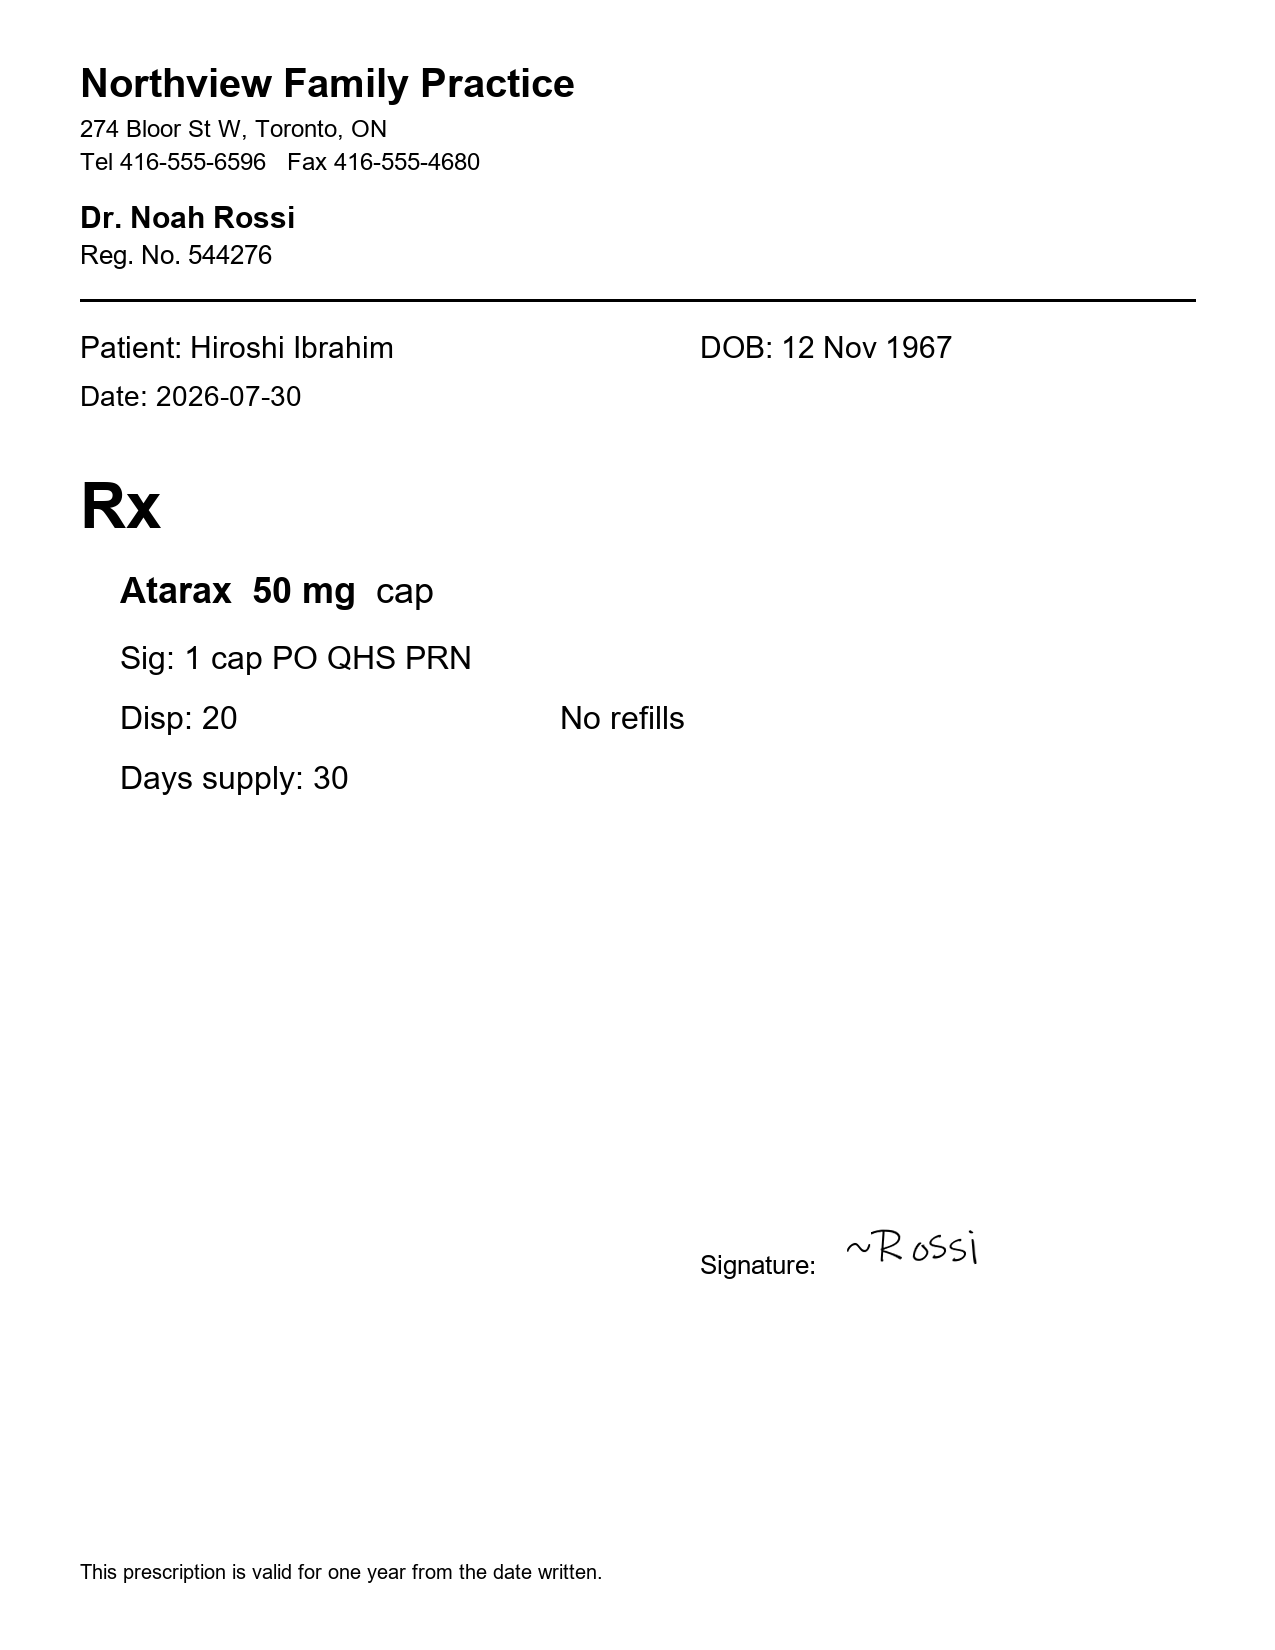 Northview Family Practice
274 Bloor St W, Toronto, ON
Tel 416-555-6596 Fax 416-555-4680
Dr. Noah Rossi
Reg. No. 544276
Patient: Hiroshi Ibrahim DOB: 12 Nov 1967
Date: 2026-07-30
Rx
Atarax 50 mg cap
Sig: 1 cap PO QHS PRN
Disp: 20 No refills
Days supply: 30
Signature: ~Rossi
This prescription is valid for one year from the date written.